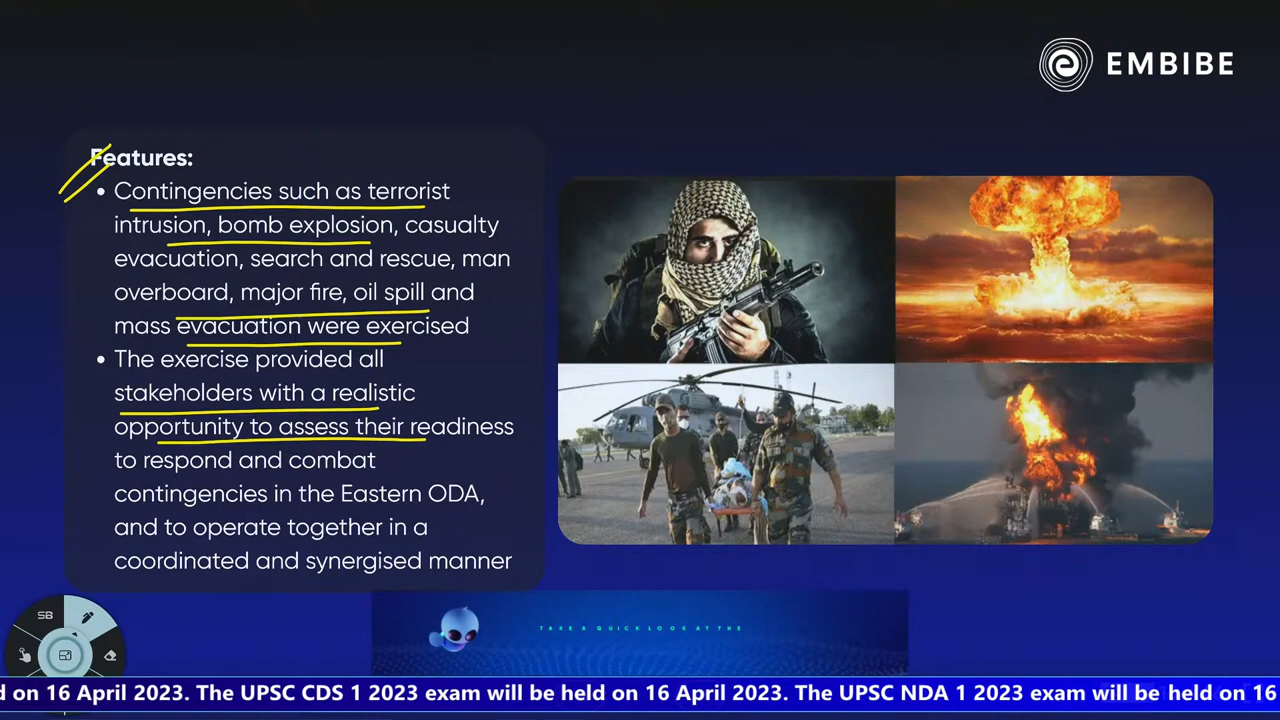 EMBIBE
Features:
• Contingencies such as terrorist
intrusion, bomb explosion, casualty
evacuation, search and rescue, man
overboard, major fire, oil spill and
mass evacuation were exercised
• The exercise provided all
stakeholders with a realistic
opportunity to assess their readiness
to respond and combat
contingencies in the Eastern ODA,
and to operate together in a
coordinated and synergised manner
SB
TAKE A QUICK LOOK AT THE
d on 16 April 2023. The UPSC CDS 1 2023 exam will be held on 16 April 2023. The UPSC NDA 1 2023 exam will be held on 16